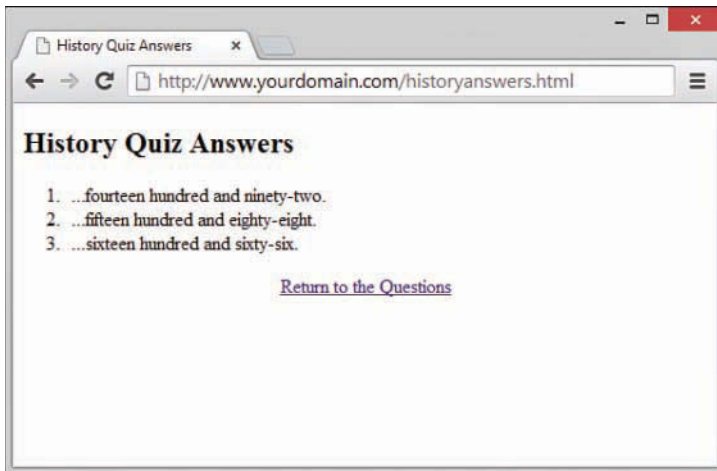 History Quiz Answers
http://www.yourdomain.com/historyanswers.html
History Quiz Answers
1. ...fourteen hundred and ninety-two.
2. ...fifteen hundred and eighty-eight.
3. ...sixteen hundred and sixty-six.
Return to the Questions